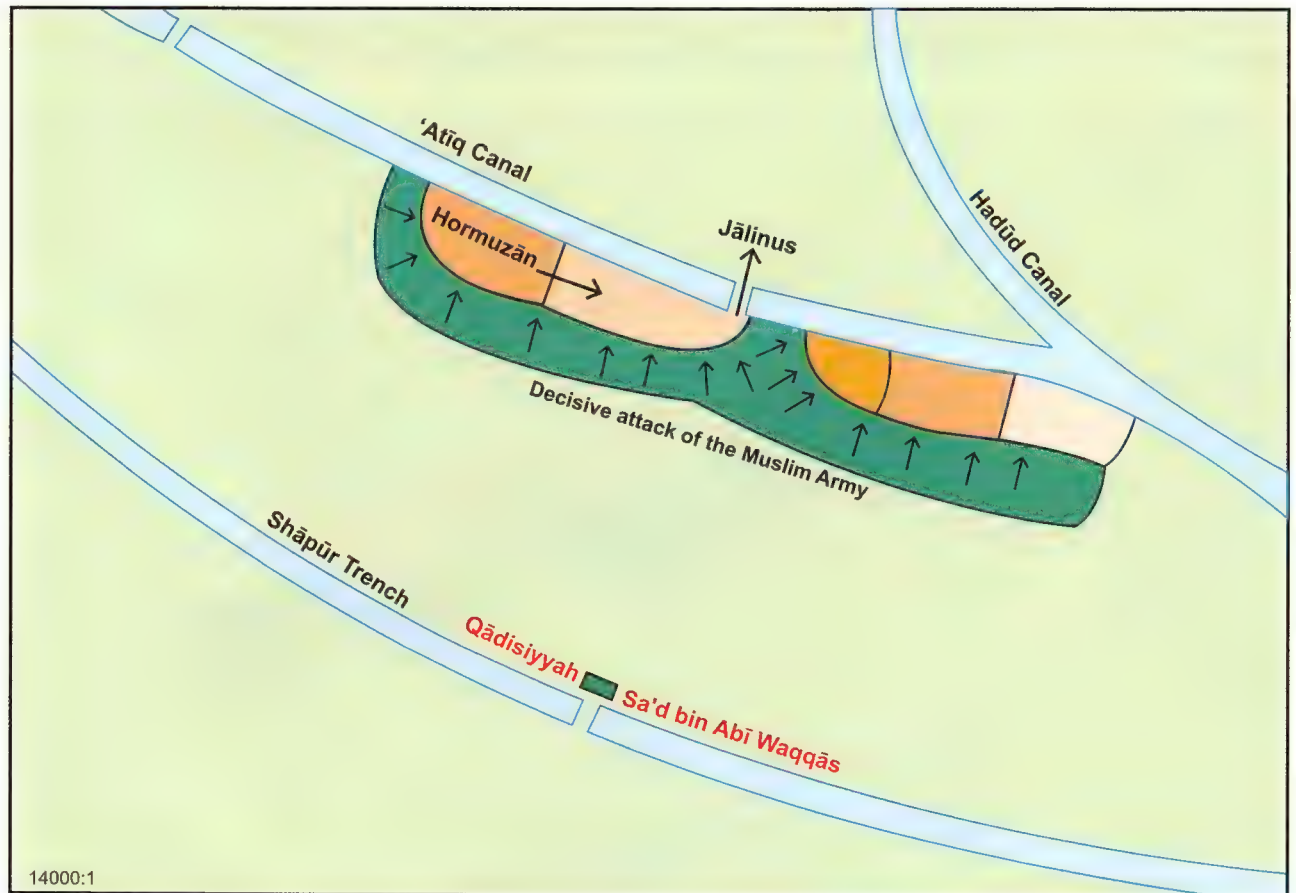 ‘Atīq Canal
Hadūd Canal
Jālinus
Hormuzān
Decisive attack of the Muslim Army
Shāpūr Trench
Qādisiyyah
Sa'd bin Abī Waqqās
14000:1